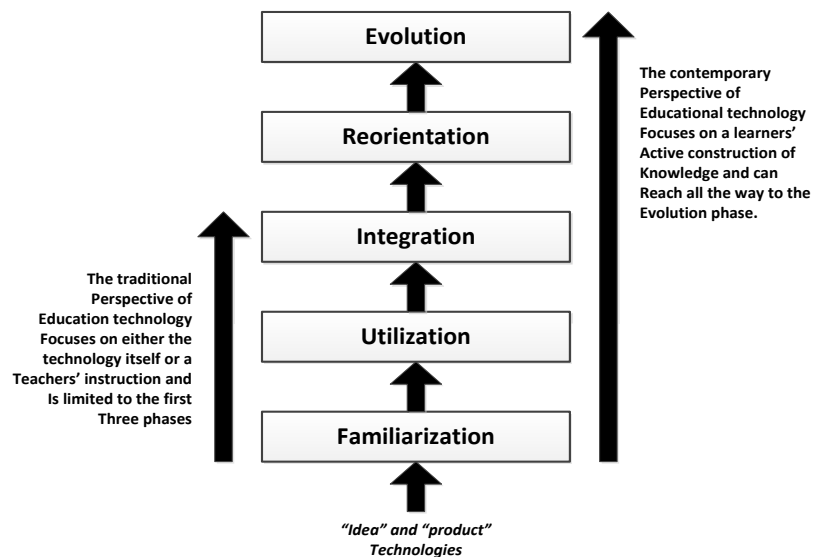 Evolution
Reorientation
Integration
Utilization
Familiarization
“Idea” and “product”
Technologies
The traditional
Perspective of
Education technology
Focuses on either the
technology itself or a
Teachers’ instruction and
Is limited to the first
Three phases
The contemporary
Perspective of
Educational technology
Focuses on a learners’
Active construction of
Knowledge and can
Reach all the way to the
Evolution phase.